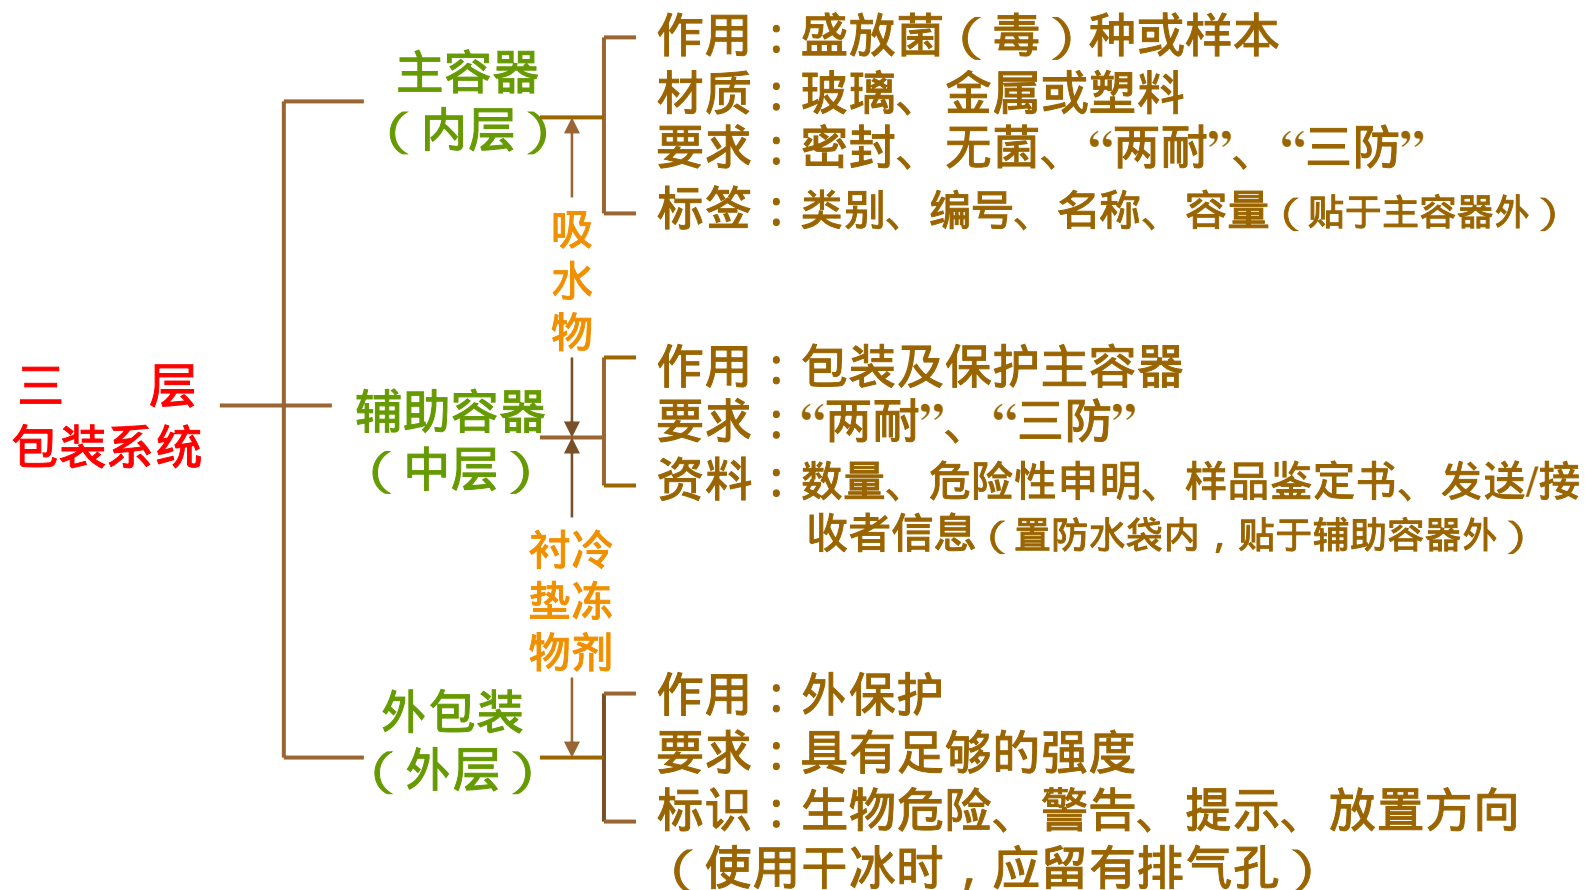 三 层
包装系统
主容器
（内层）
作用：盛放菌（毒）种或样本
材质：玻璃、金属或塑料
要求：密封、无菌、“两耐”、“三防”
标签：类别、编号、名称、容量（贴于主容器外）
吸
水
物
辅助容器
（中层）
作用：包装及保护主容器
要求：“两耐”、“三防”
资料：数量、危险性申明、样品鉴定书、发送/接
收者信息（置防水袋内，贴于辅助容器外）
衬冷
垫冻
物剂
外包装
（外层）
作用：外保护
要求：具有足够的强度
标识：生物危险、警告、提示、放置方向
（使用干冰时，应留有排气孔）